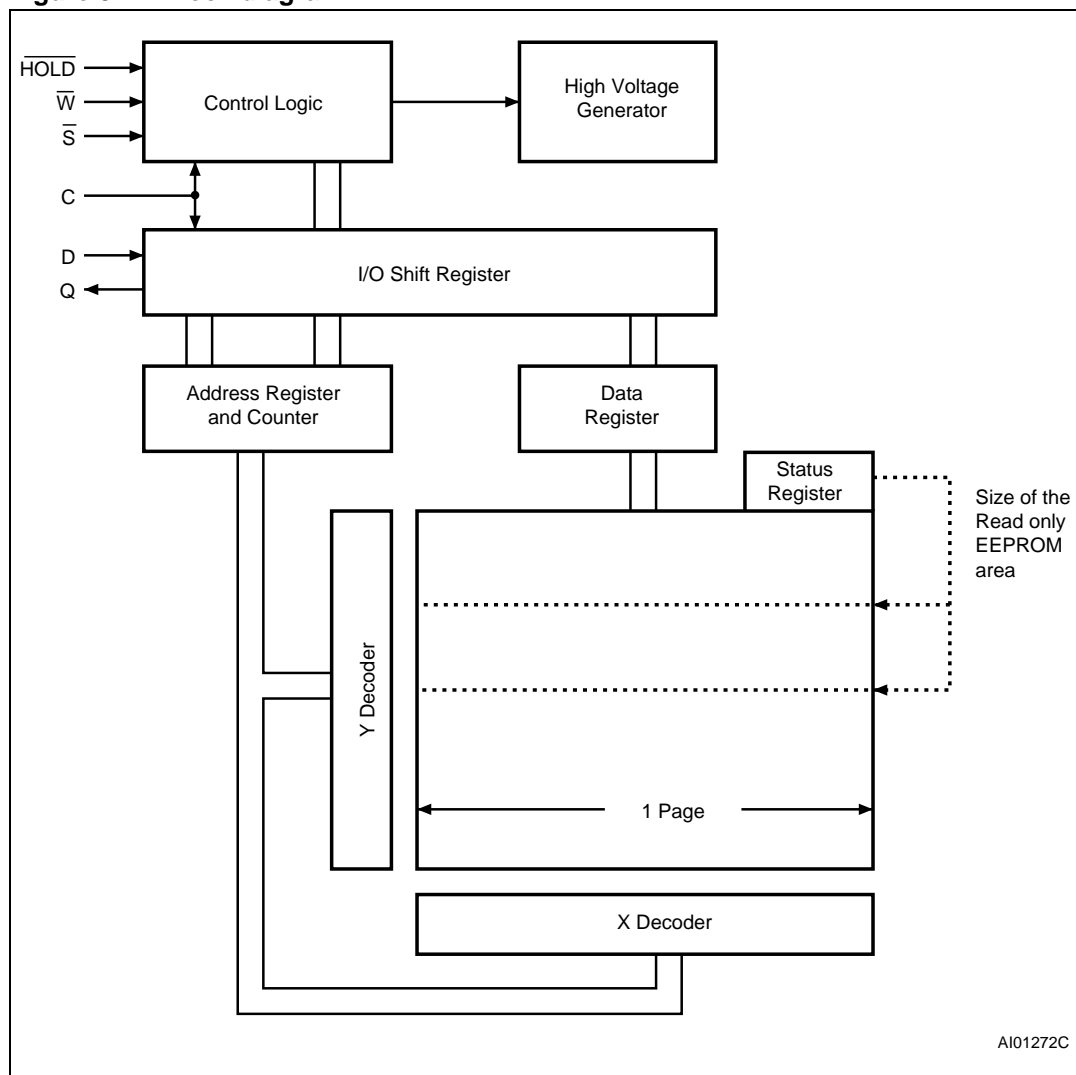 HOLD
W
S
C
D
Q
Control Logic
High Voltage
Generator
I/O Shift Register
Address Register
and Counter
Data
Register
Status
Register
Size of the
Read only
EEPROM
area
Y Decoder
1 Page
X Decoder
AI01272C